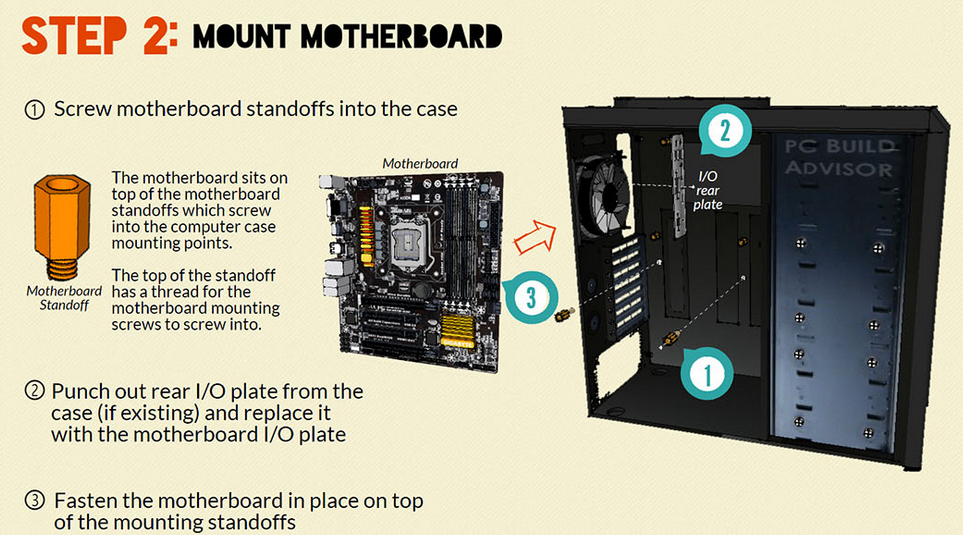 STEP 2: MOUNT MOTHERBOARD
① Screw motherboard standoffs into the case
The motherboard sits on
top of the motherboard
standoffs which screw
into the computer case
mounting points.
The top of the standoff
has a thread for the
motherboard mounting
screws to screw into.
Motherboard
Standoff
Motherboard
② Punch out rear I/O plate from the
case (if existing) and replace it
with the motherboard I/O plate
③ Fasten the motherboard in place on top
of the mounting standoffs
2
I/O
rear
plate
PC BUILD
ADVISOR
3
1